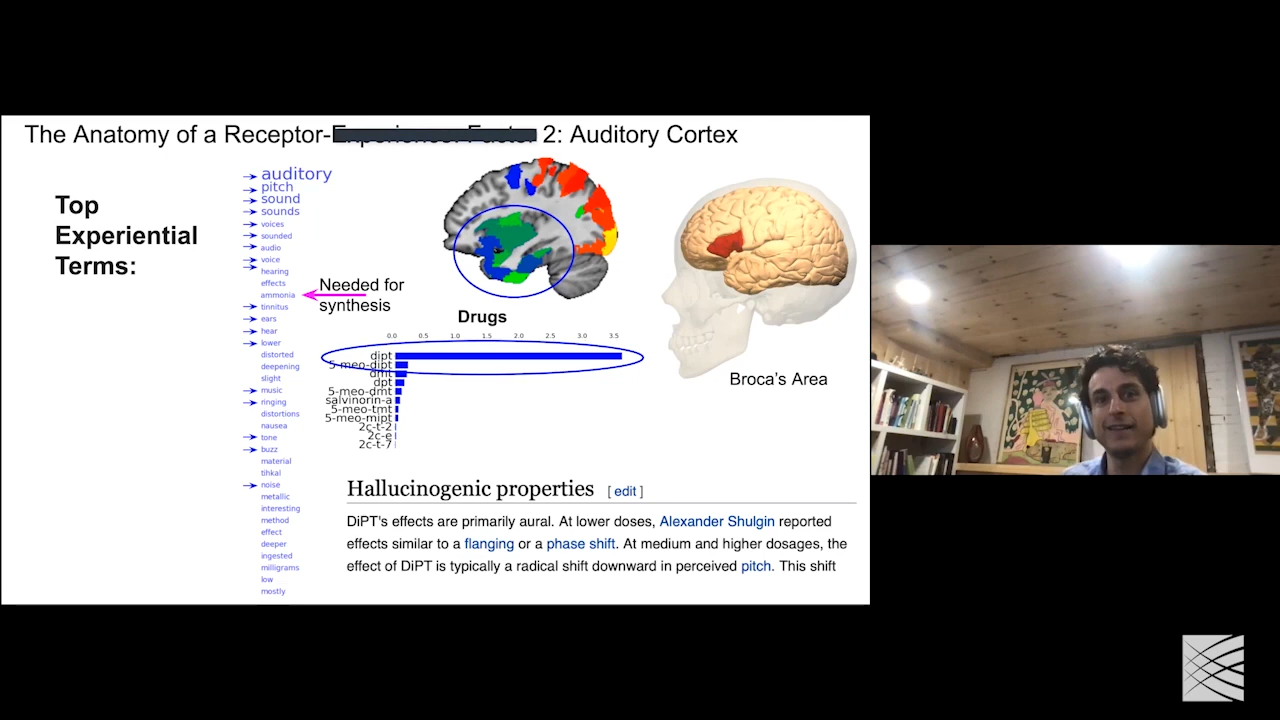 The Anatomy of a Receptor- 2: Auditory Cortex
Top
Experiential
Terms:
auditory
pitch
sound
sounds
voices
sounded
audio
voice
hearing
effects
ammonia
tinnitus
ears
hear
lower
distorted
deepening
slight
music
ringing
distortions
nausea
tone
buzz
material
tihkal
noise
metallic
interesting
method
effect
deeper
ingested
milligrams
low
mostly
Needed for
synthesis
Drugs
0.0 0.5 1.0 1.5 2.0 2.5 3.0 3.5
dipt
5-meo-dipt
dmt
dpt
5-meo-dmt
salvinorin-a
5-meo-tmt
5-meo-mipt
2c-t-2
2c-e
2c-t-7
Broca's Area
Hallucinogenic properties [ edit ]
DiPT's effects are primarily aural. At lower doses, Alexander Shulgin reported
effects similar to a flanging or a phase shift. At medium and higher dosages, the
effect of DiPT is typically a radical shift downward in perceived pitch. This shift